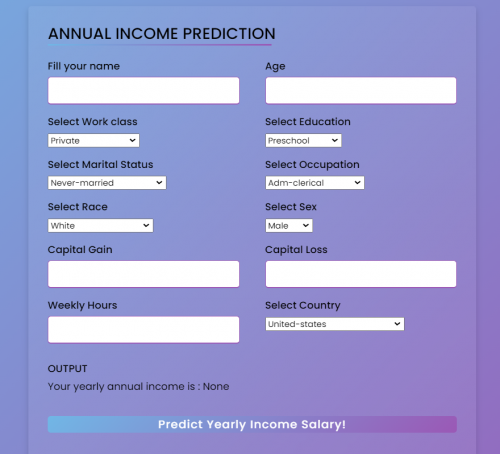 ANNUAL INCOME PREDICTION
Fill your name
Age
Select Work class
Select Education
Private
Preschool
Select Marital Status
Select Occupation
Never-married
Adm-clerical
Select Race
Select Sex
White
Male
Capital Gain
Capital Loss
Weekly Hours
Select Country
United-states
OUTPUT
Your yearly annual income is : None
Predict Yearly Income Salary!